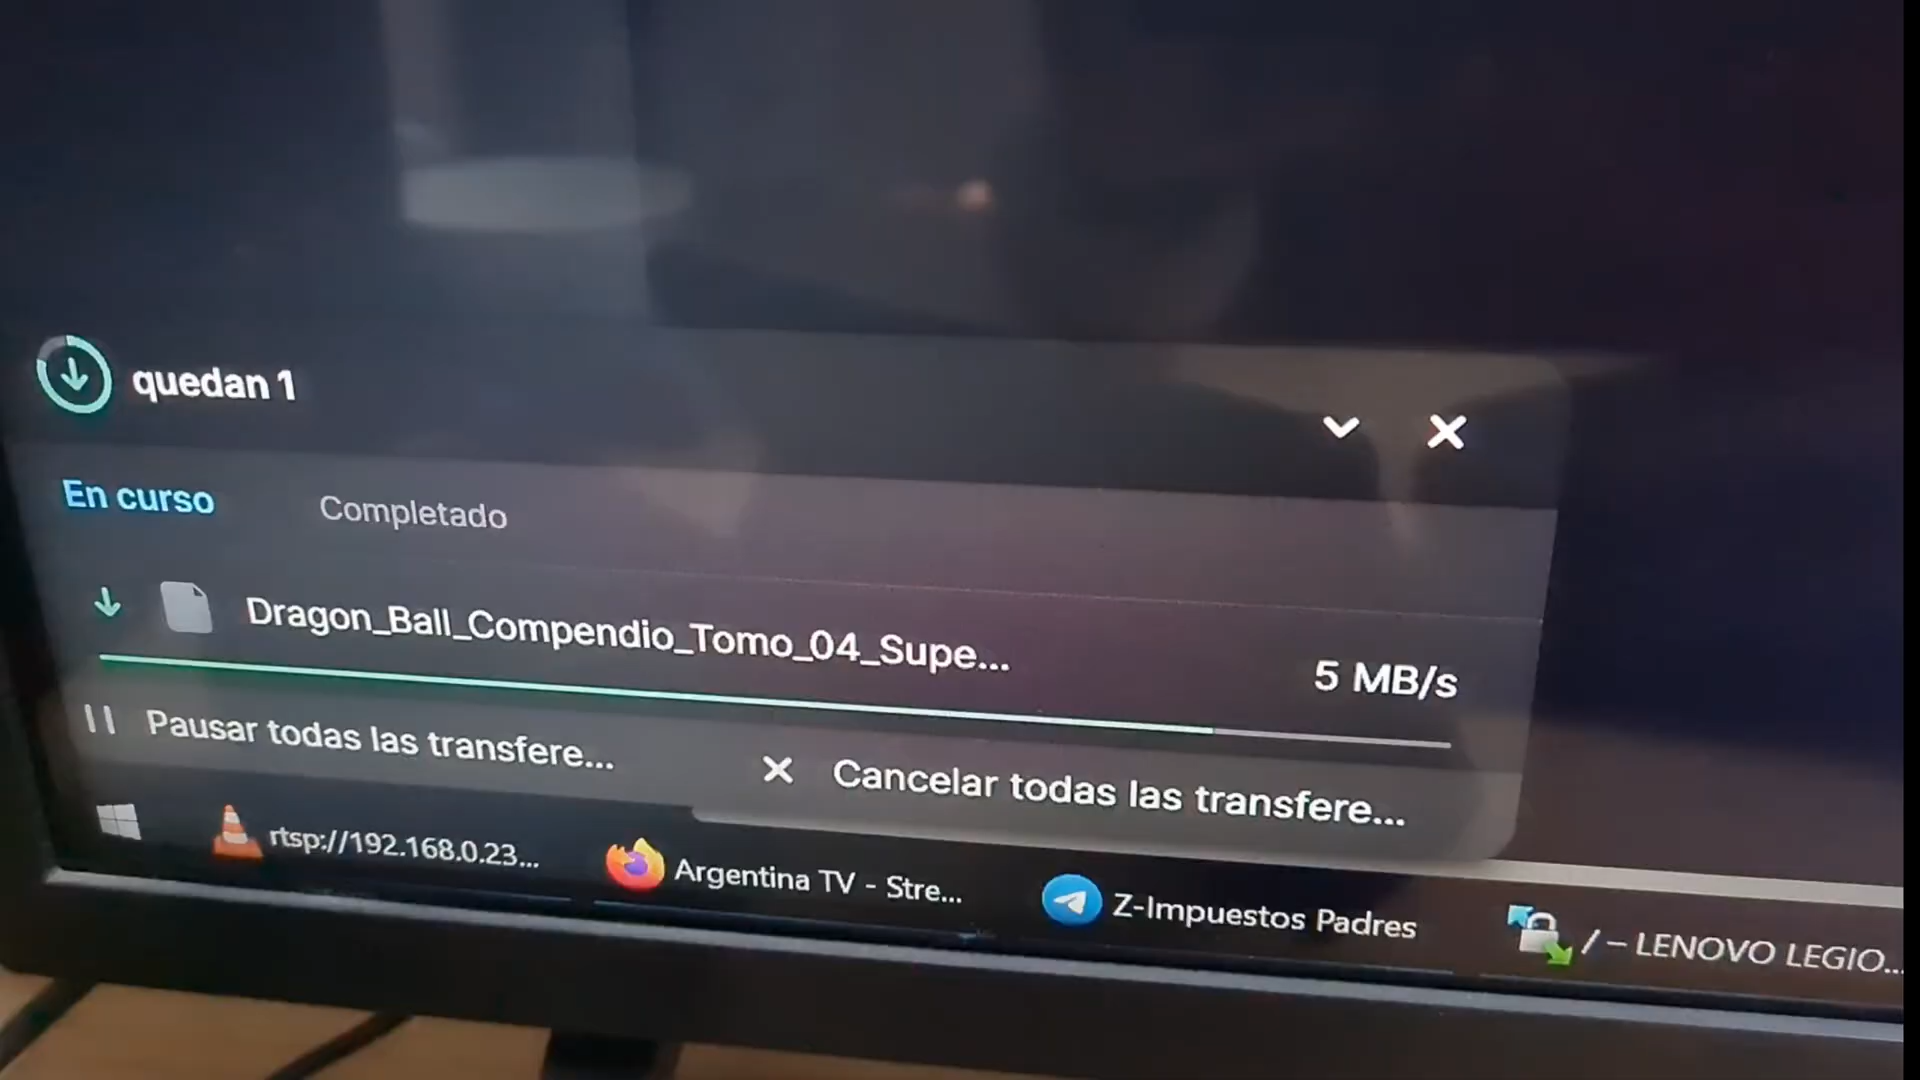 quedan 1
En curso
Completado
Dragon_Ball_Compendio_Tomo_04_Supe...
5 MB/s
Pausar todas las transfere...
Cancelar todas las transfere...
rtsp://192.168.0.23...
Argentina TV - Stre...
Z-Impuestos Padres
/ – LENOVO LEGIO...